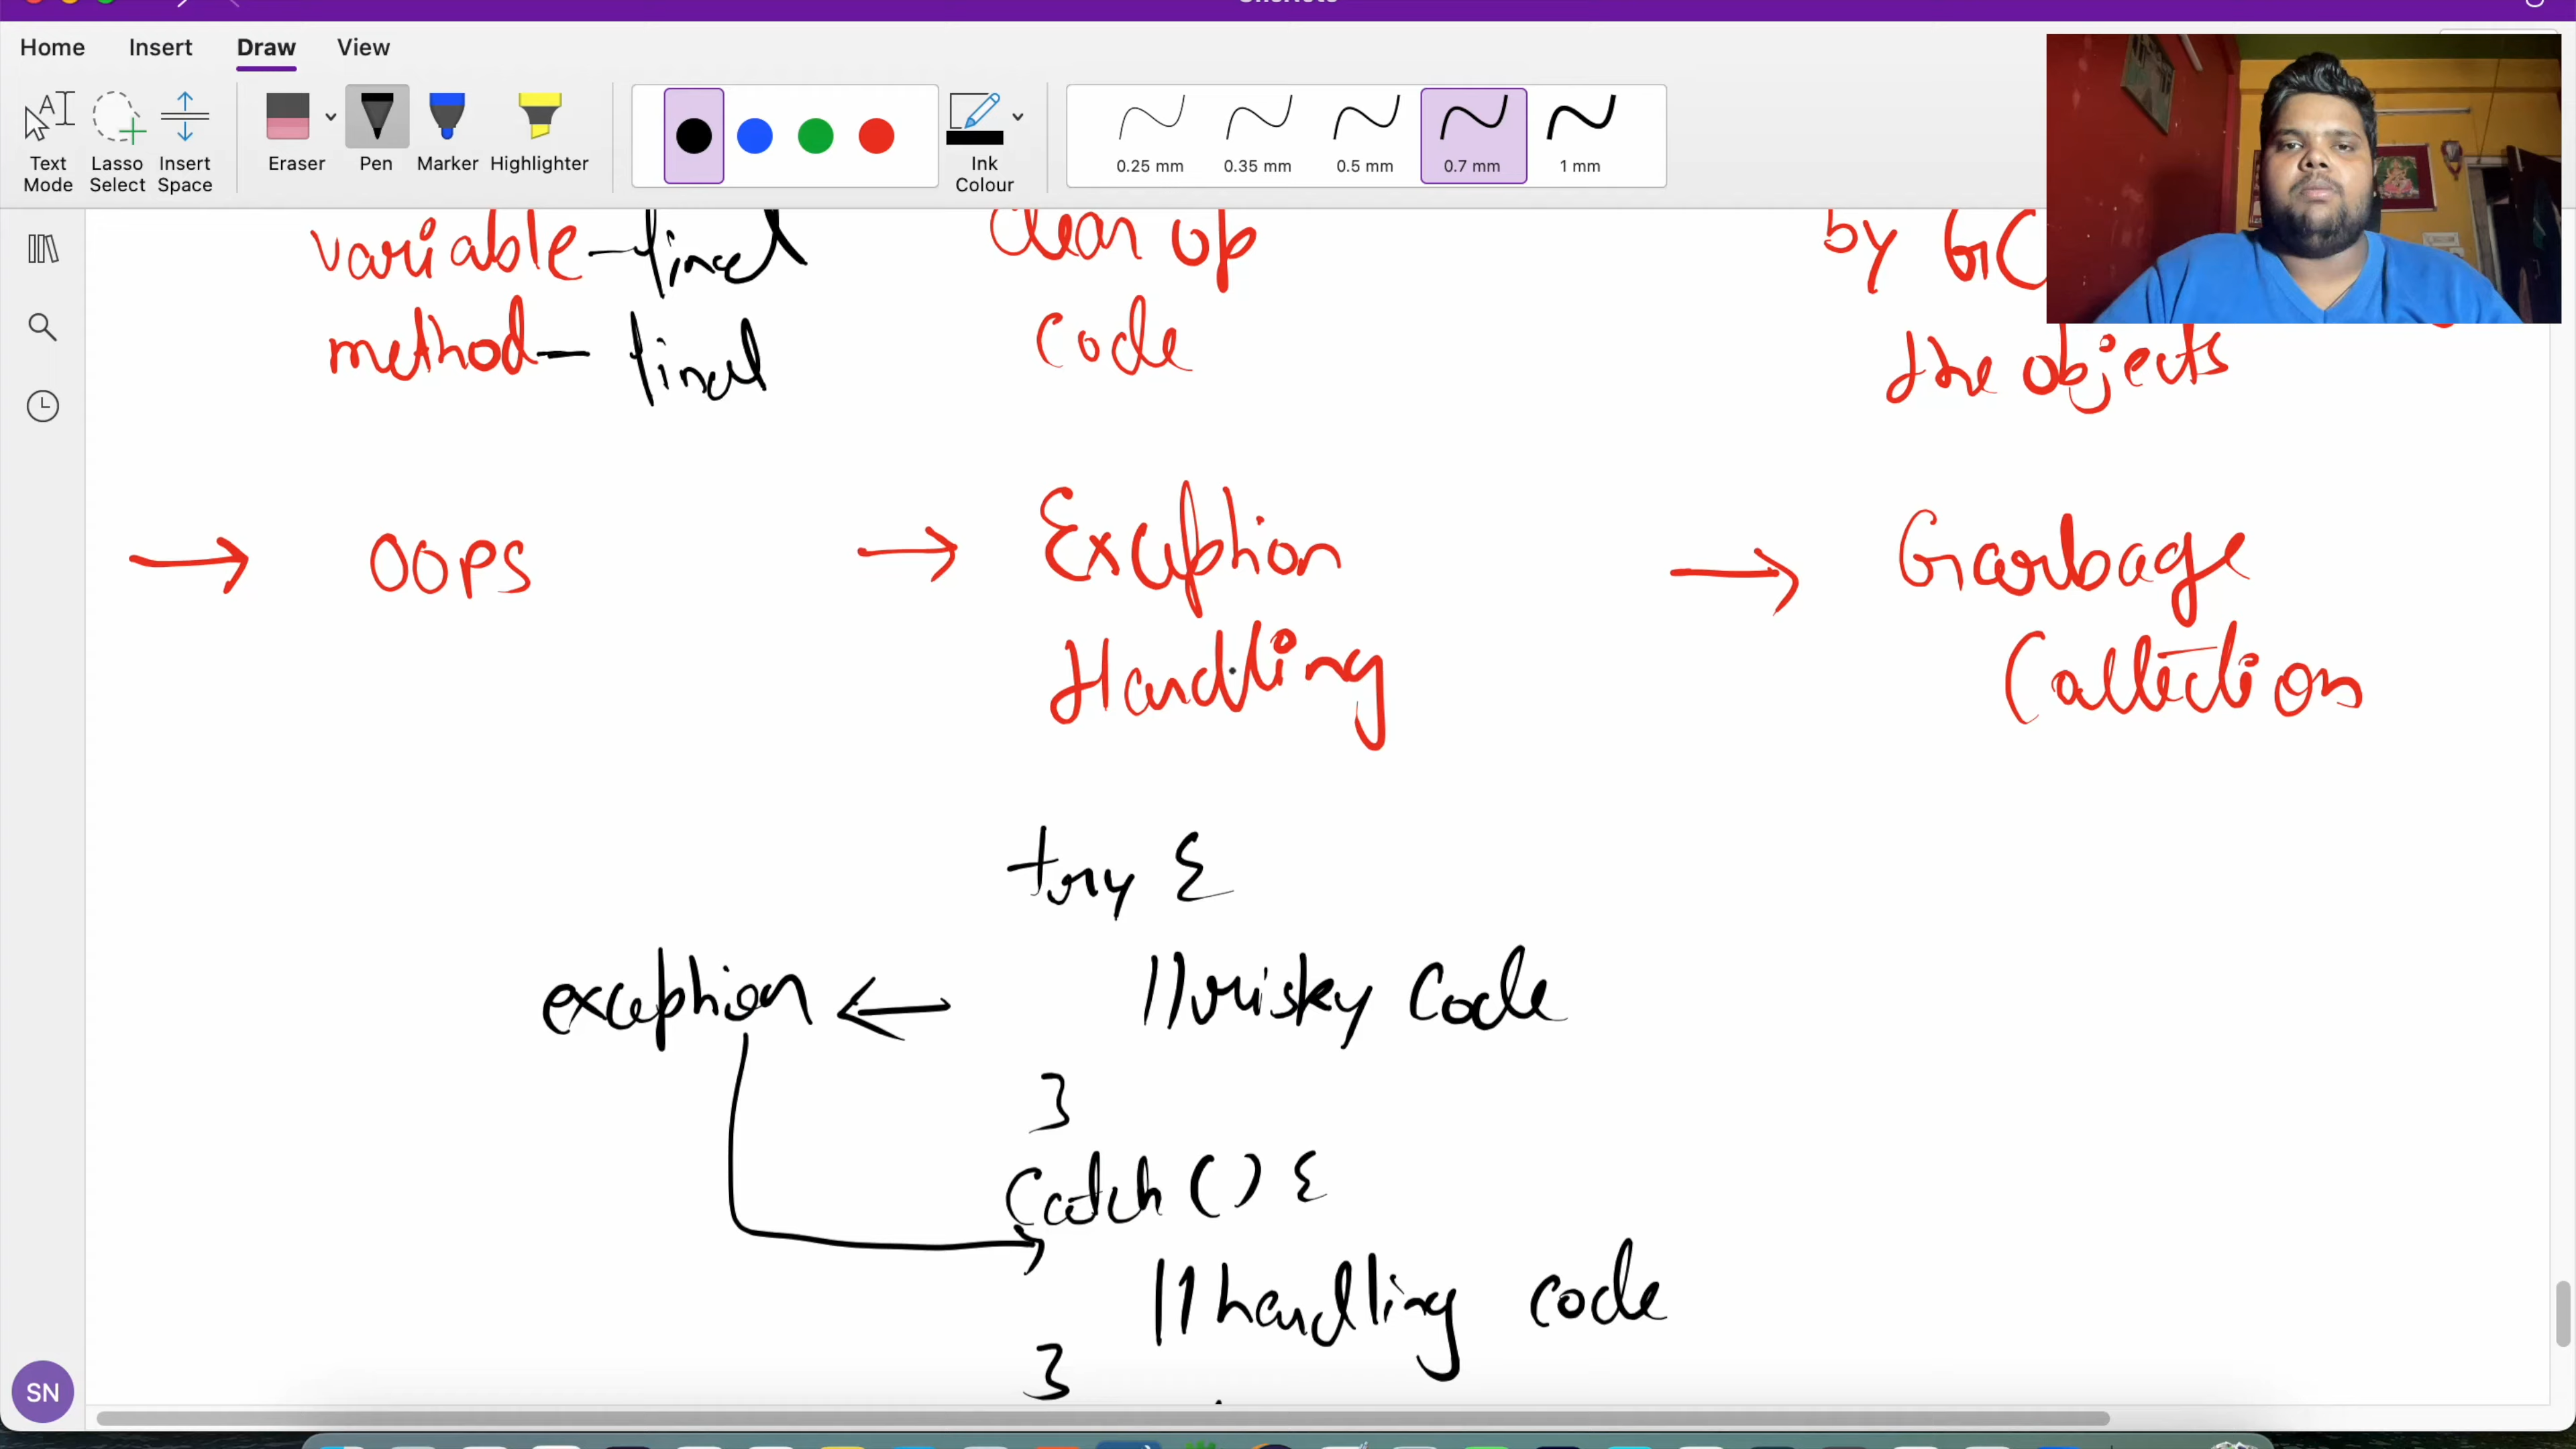 Home Insert Draw View
Text Mode
Lasso Select
Insert Space
Eraser
Pen
Marker
Highlighter
Ink Colour
0.25 mm
0.35 mm
0.5 mm
0.7 mm
1 mm
variable - final
method - final
clean up
code
by GC
the objects
→ OOPS
→ Exception
Handling
→ Garbage
Collection
try {
//risky code
exception ←
}
Catch () {
//handling code
}
SN